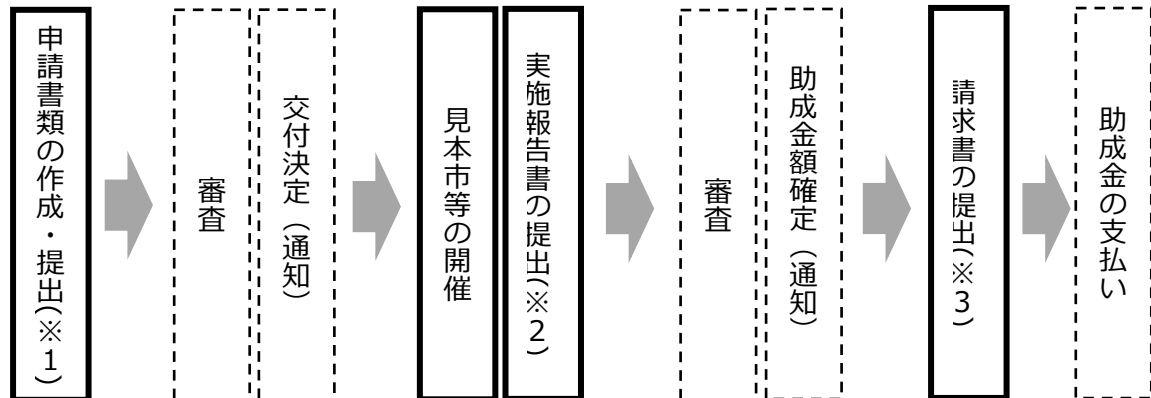 申請書類の作成・提出(※1)
審査
交付決定（通知）
見本市等の開催
実施報告書の提出(※2)
審査
助成金額確定（通知）
請求書の提出(※3)
助成金の支払い